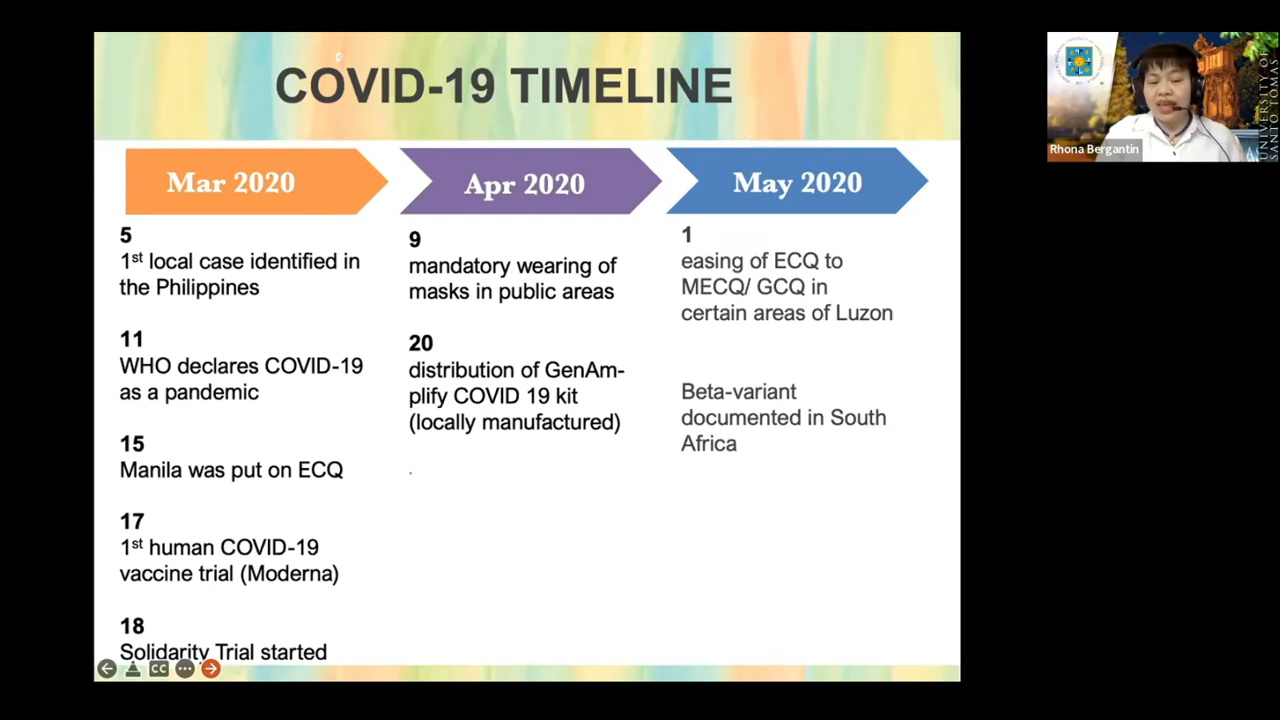 COVID-19 TIMELINE
Mar 2020
5
1st local case identified in
the Philippines
11
WHO declares COVID-19
as a pandemic
15
Manila was put on ECQ
17
1st human COVID-19
vaccine trial (Moderna)
18
Solidarity Trial started
Apr 2020
9
mandatory wearing of
masks in public areas
20
distribution of GenAm-
plify COVID 19 kit
(locally manufactured)
.
May 2020
1
easing of ECQ to
MECQ/ GCQ in
certain areas of Luzon
Beta-variant
documented in South
Africa
CC
Rhona Bergantin
UNIVERSITY OF
SANTO TOMAS